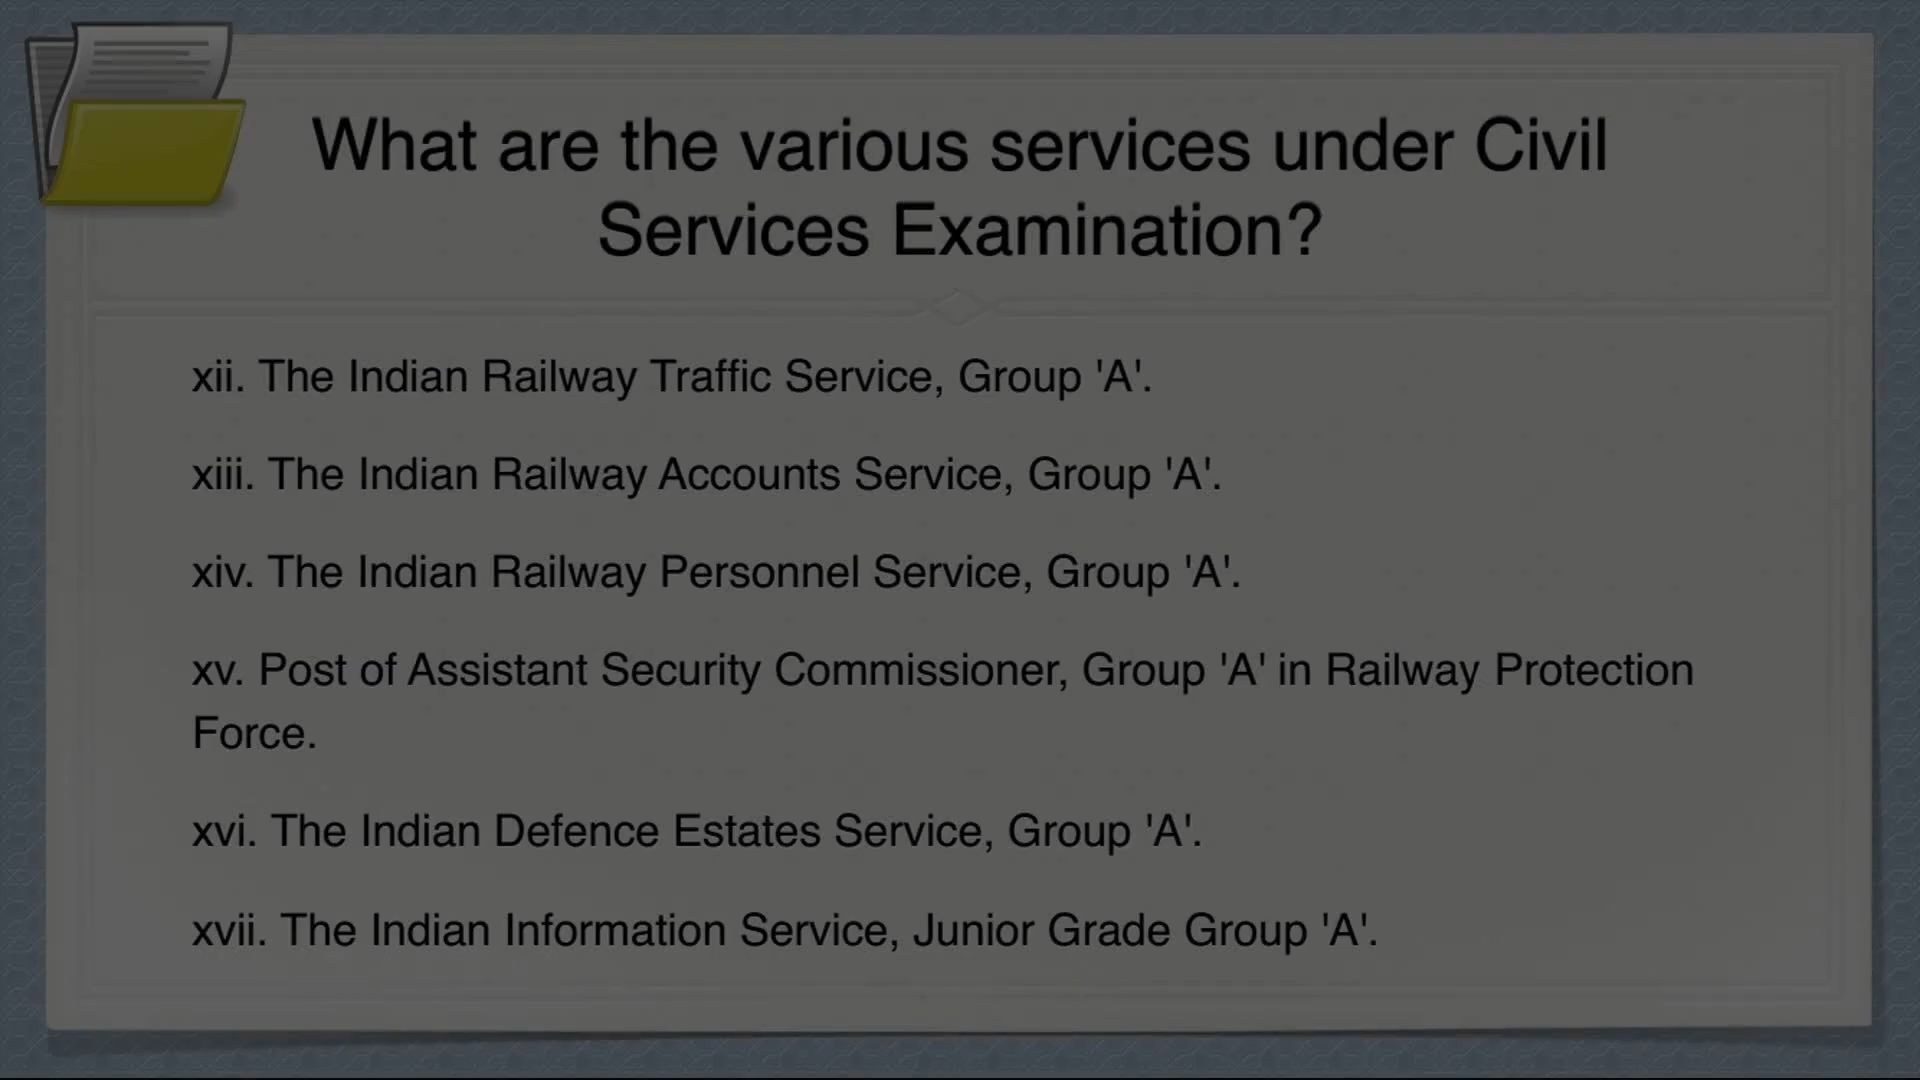 What are the various services under Civil
Services Examination?
xii. The Indian Railway Traffic Service, Group 'A'.
xiii. The Indian Railway Accounts Service, Group 'A'.
xiv. The Indian Railway Personnel Service, Group 'A'.
xv. Post of Assistant Security Commissioner, Group 'A' in Railway Protection
Force.
xvi. The Indian Defence Estates Service, Group 'A'.
xvii. The Indian Information Service, Junior Grade Group 'A'.